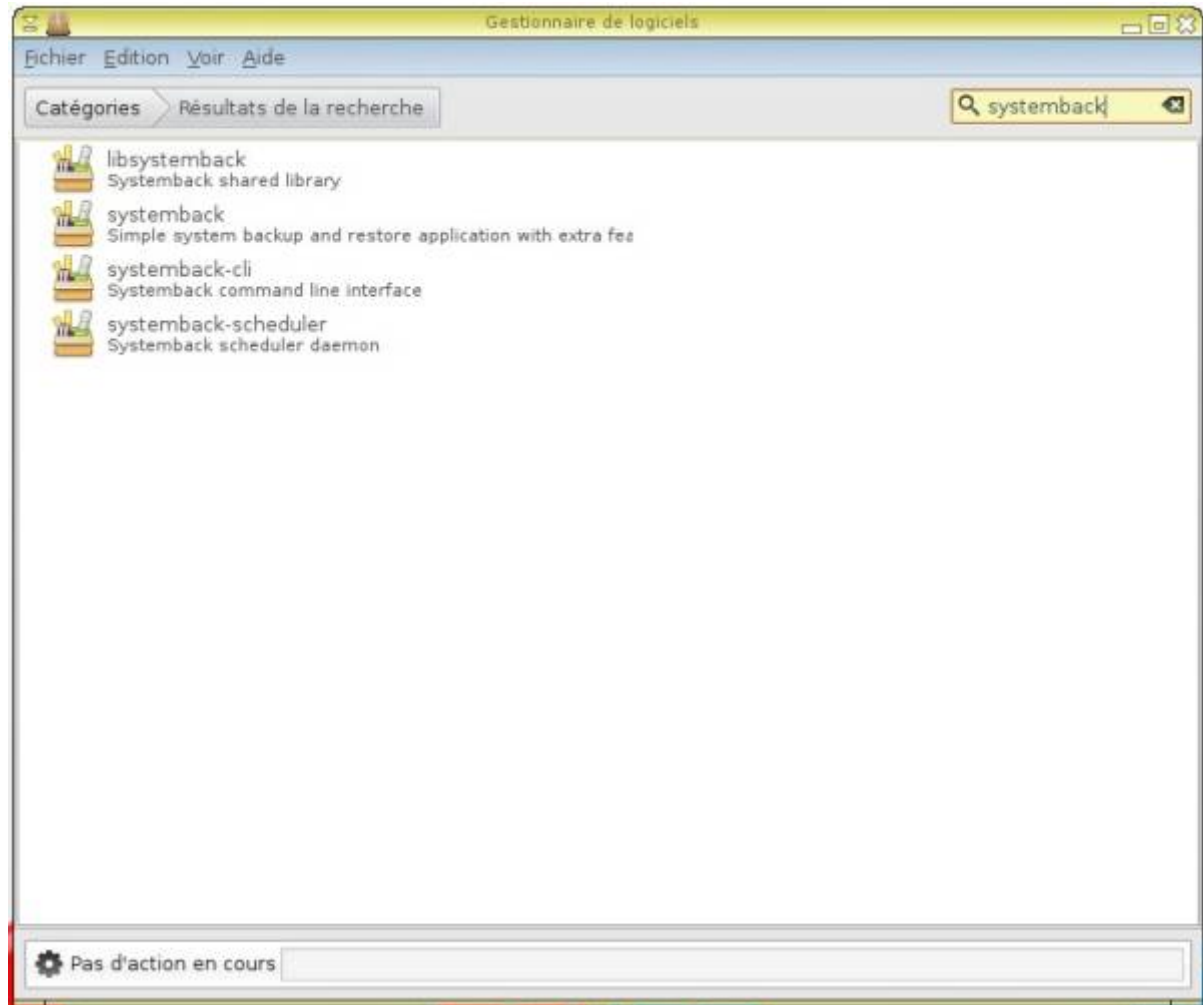 Gestionnaire de logiciels
Fichier Edition Voir Aide
Catégories Résultats de la recherche systemback
libsystemback
Systemback shared library
systemback
Simple system backup and restore application with extra fea
systemback-cli
Systemback command line interface
systemback-scheduler
Systemback scheduler daemon
Pas d'action en cours